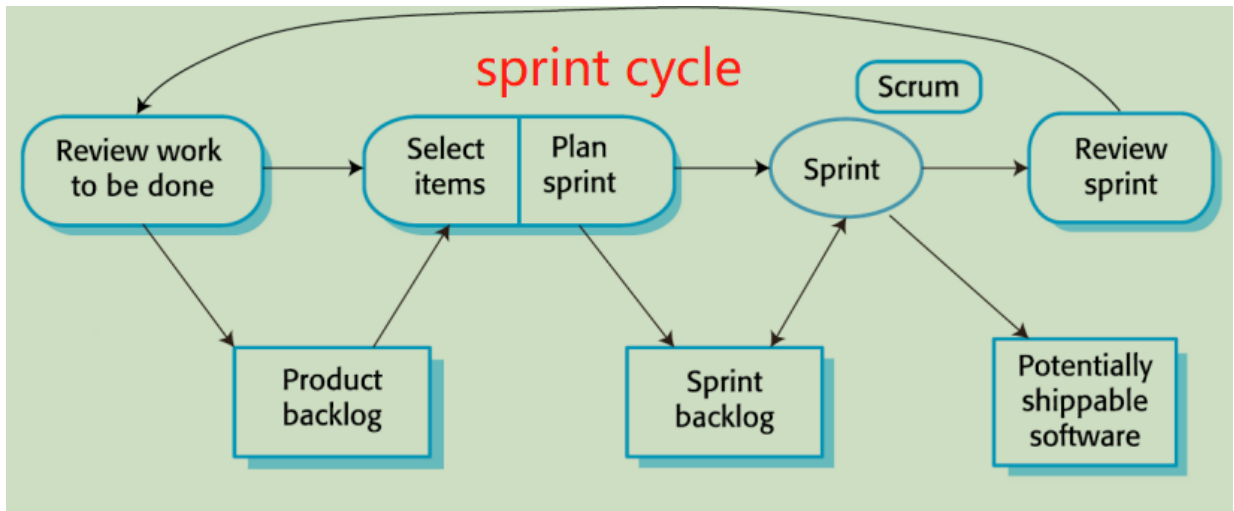 sprint cycle
Scrum
Review work
to be done
Select
items
Plan
sprint
Sprint
Review
sprint
Product
backlog
Sprint
backlog
Potentially
shippable
software